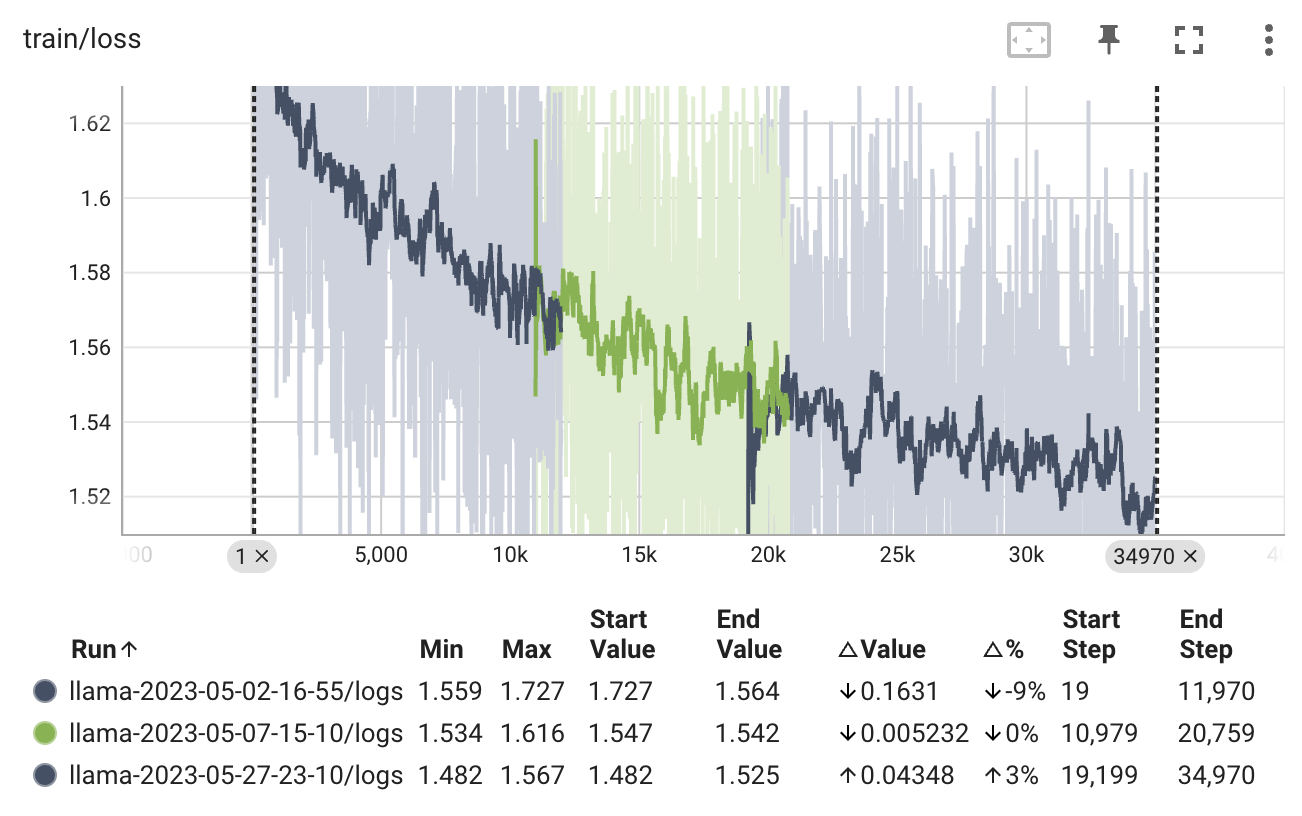 train/loss
1.62
1.6
1.58
1.56
1.54
1.52
00 1 × 5,000 10k 15k 20k 25k 30k 34970 × 4
Run↑ Min Max Start Value End Value △Value △% Start Step End Step
llama-2023-05-02-16-55/logs 1.559 1.727 1.727 1.564 ↓0.1631 ↓-9% 19 11,970
llama-2023-05-07-15-10/logs 1.534 1.616 1.547 1.542 ↓0.005232 ↓0% 10,979 20,759
llama-2023-05-27-23-10/logs 1.482 1.567 1.482 1.525 ↑0.04348 ↑3% 19,199 34,970